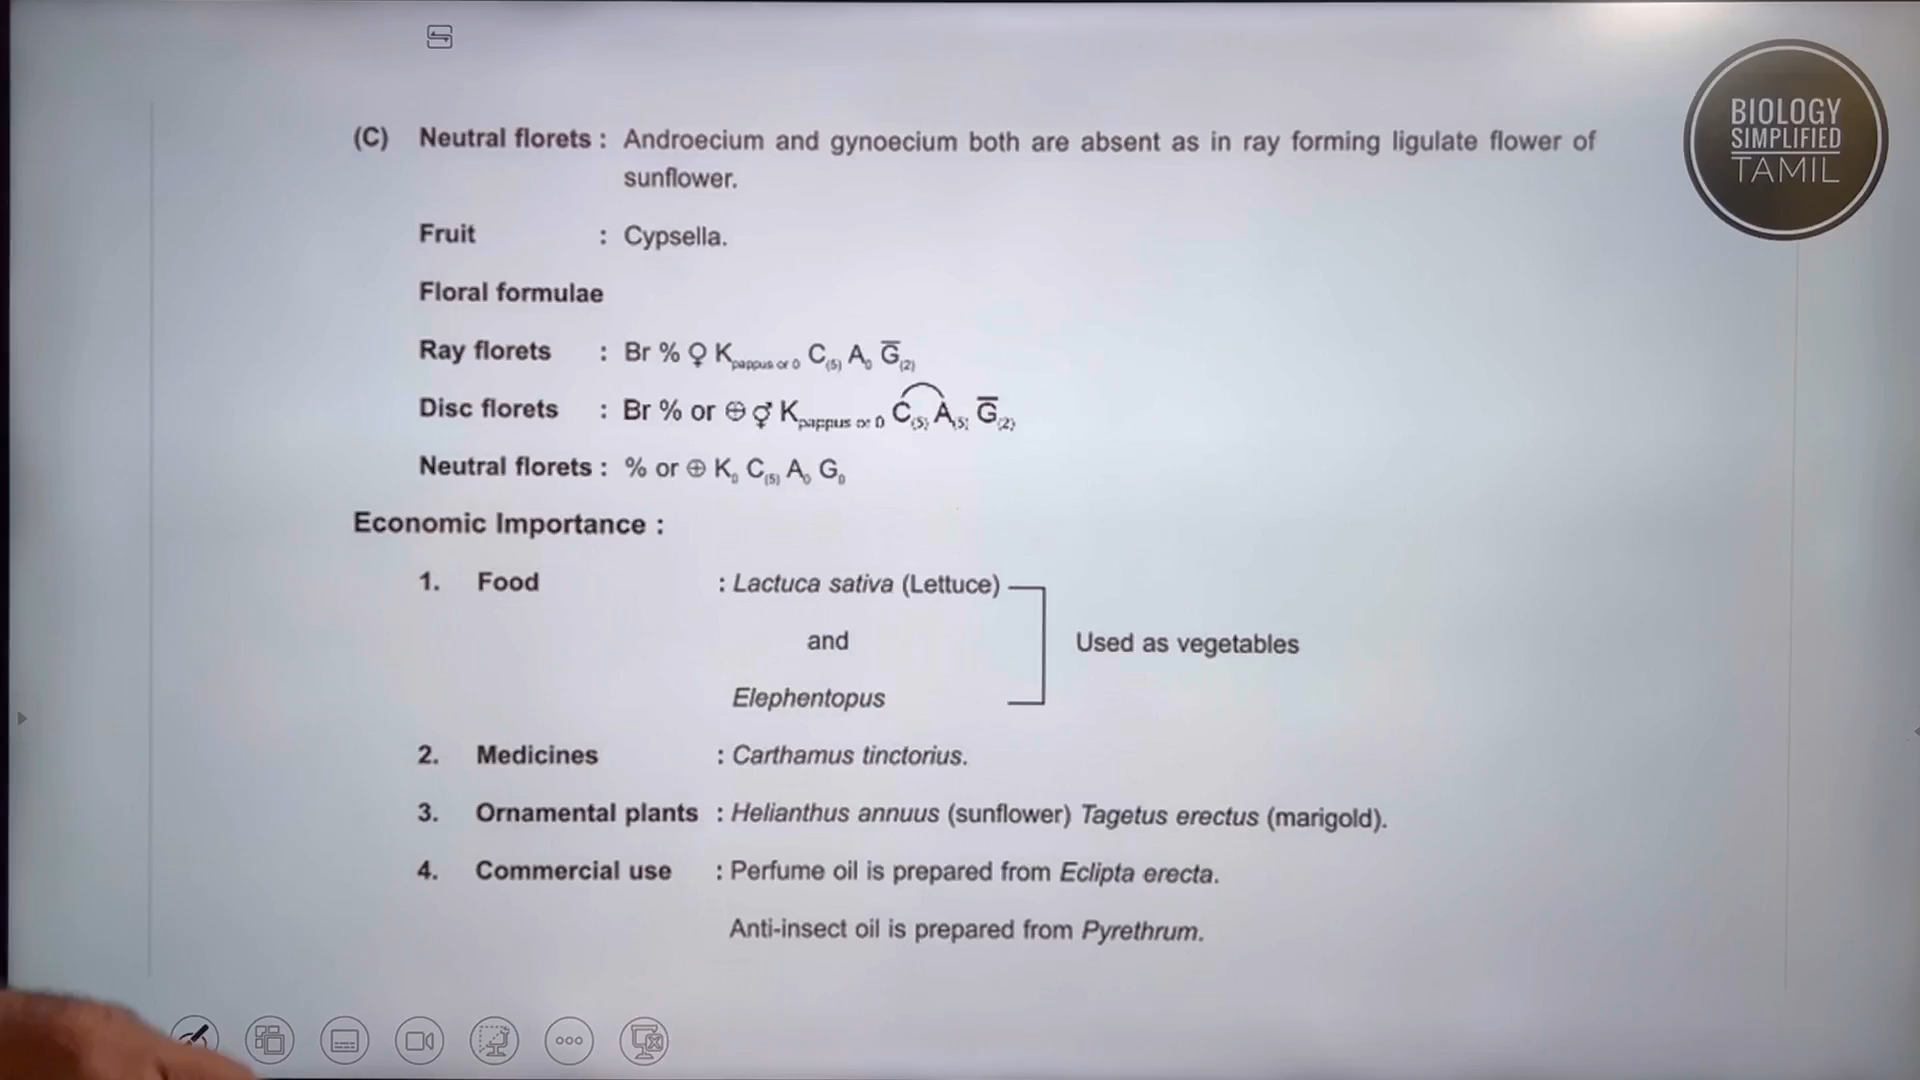 BIOLOGY
SIMPLIFIED
TAMIL
(C) Neutral florets : Androecium and gynoecium both are absent as in ray forming ligulate flower of
sunflower.
Fruit : Cypsella.
Floral formulae
Ray florets : Br % ♀ K pappus or 0 C(5) A0 G̅(2)
Disc florets : Br % or ⊕ ⚥ K pappus or 0 C(5) A(5) G̅(2)
Neutral florets : % or ⊕ K0 C(5) A0 G0
Economic Importance :
1. Food : Lactuca sativa (Lettuce)
and
Used as vegetables
Elephentopus
2. Medicines : Carthamus tinctorius.
3. Ornamental plants : Helianthus annuus (sunflower) Tagetus erectus (marigold).
4. Commercial use : Perfume oil is prepared from Eclipta erecta.
Anti-insect oil is prepared from Pyrethrum.